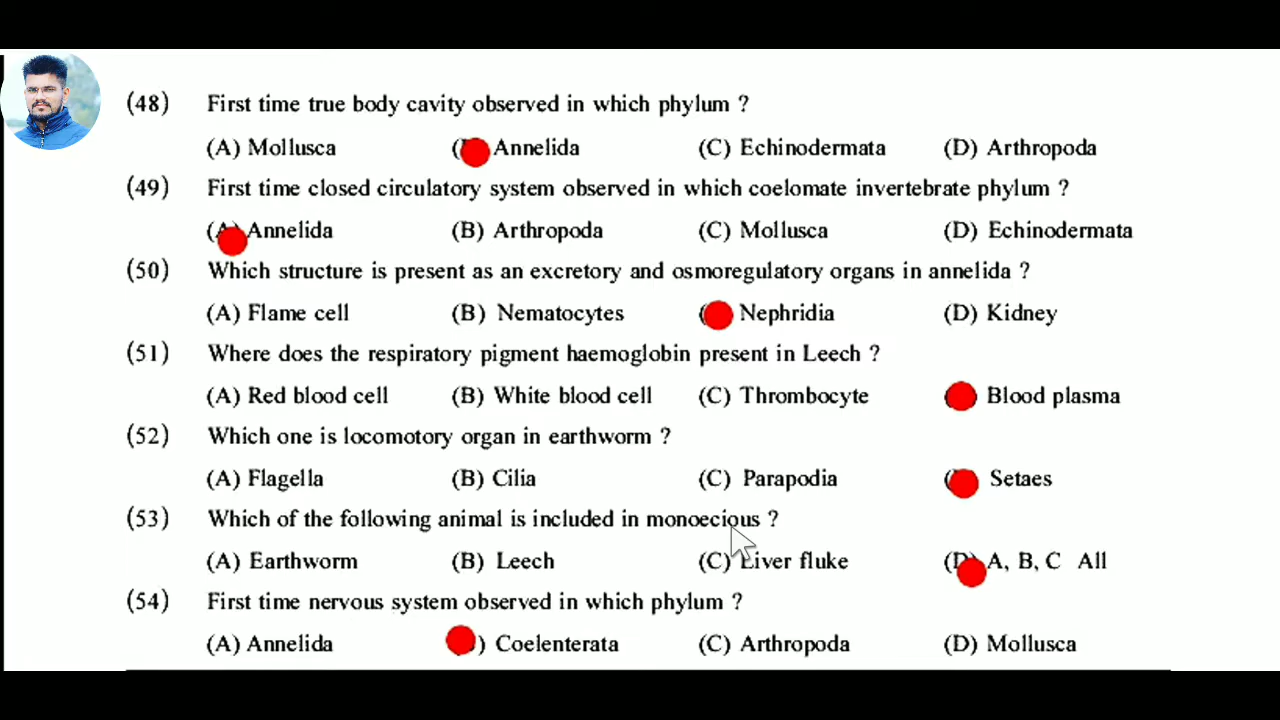 (48) First time true body cavity observed in which phylum ?
(A) Mollusca ( Annelida (C) Echinodermata (D) Arthropoda
(49) First time closed circulatory system observed in which coelomate invertebrate phylum ?
(A) Annelida (B) Arthropoda (C) Mollusca (D) Echinodermata
(50) Which structure is present as an excretory and osmoregulatory organs in annelida ?
(A) Flame cell (B) Nematocytes ( Nephridia (D) Kidney
(51) Where does the respiratory pigment haemoglobin present in Leech ?
(A) Red blood cell (B) White blood cell (C) Thrombocyte Blood plasma
(52) Which one is locomotory organ in earthworm ?
(A) Flagella (B) Cilia (C) Parapodia ( Setaes
(53) Which of the following animal is included in monoecious ?
(A) Earthworm (B) Leech (C) Liver fluke (D) A, B, C All
(54) First time nervous system observed in which phylum ?
(A) Annelida ) Coelenterata (C) Arthropoda (D) Mollusca